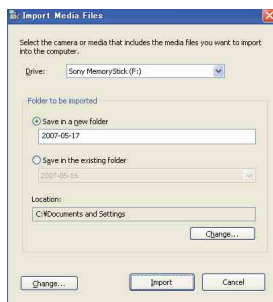 Import Media Files
Select the camera or media that includes the media files you want to import
into the computer.
Drive: Sony MemoryStick (F:)
Folder to be imported
Save in a new folder
2007-05-17
Save in the existing folder
2007-05-16
Location:
C:¥Documents and Settings
Change...
Change... Import Cancel